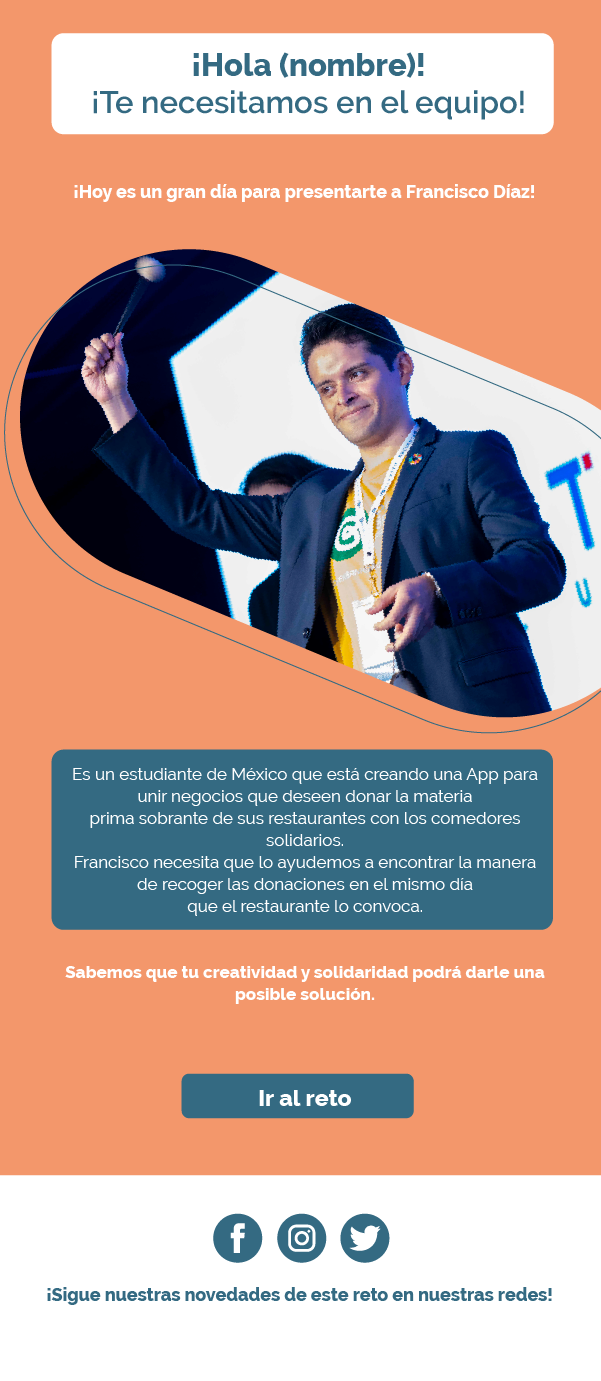 ¡Hola (nombre)!
¡Te necesitamos en el equipo!
¡Hoy es un gran día para presentarte a Francisco Díaz!
T
U
Es un estudiante de México que está creando una App para
unir negocios que deseen donar la materia
prima sobrante de sus restaurantes con los comedores
solidarios.
Francisco necesita que lo ayudemos a encontrar la manera
de recoger las donaciones en el mismo día
que el restaurante lo convoca.
Sabemos que tu creatividad y solidaridad podrá darle una
posible solución.
Ir al reto
¡Sigue nuestras novedades de este reto en nuestras redes!